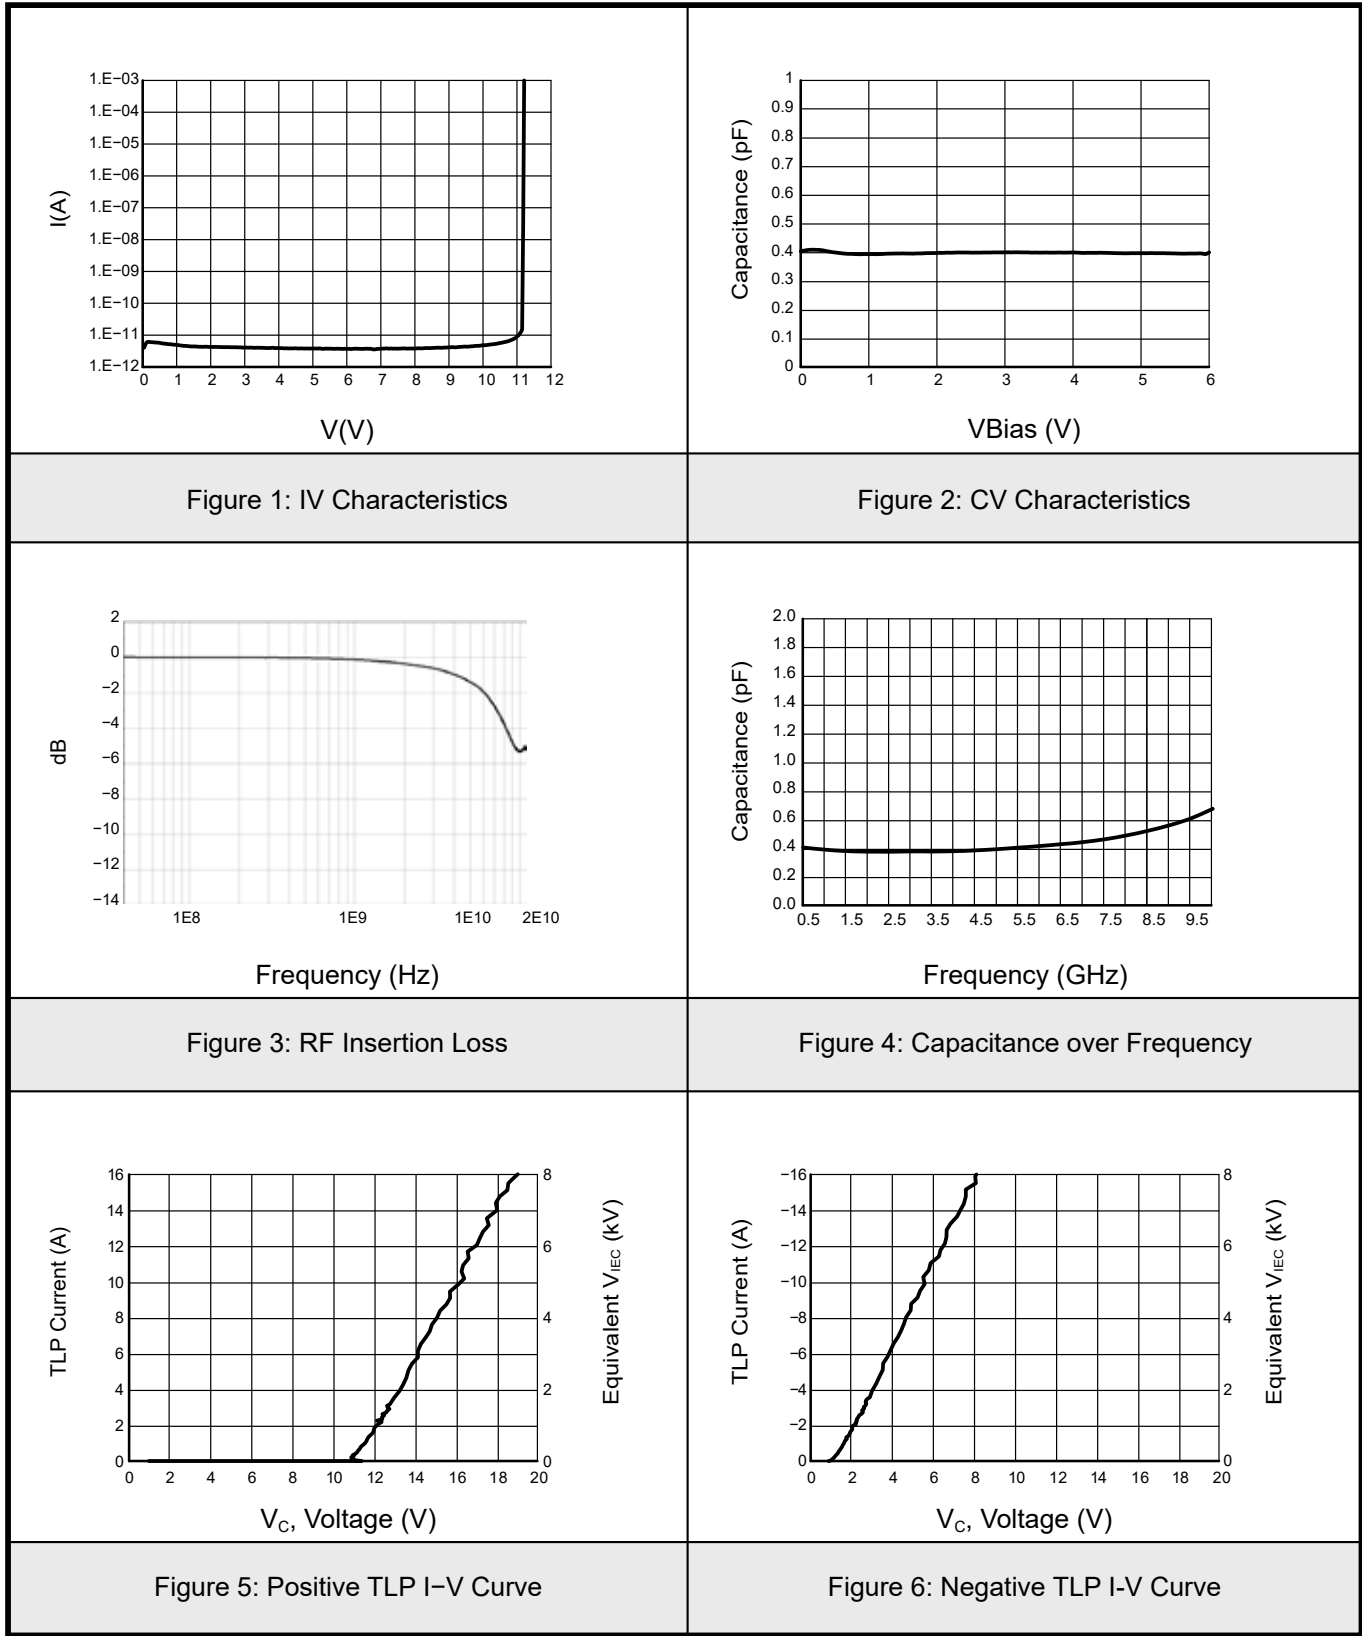 1.E−03
1.E−04
1.E−05
1.E−06
1.E−07
1.E−08
1.E−09
1.E−10
1.E−11
1.E−12
I(A)
0 1 2 3 4 5 6 7 8 9 10 11 12
V(V)
Figure 1: IV Characteristics
1
0.9
0.8
0.7
0.6
0.5
0.4
0.3
0.2
0.1
0
Capacitance (pF)
0 1 2 3 4 5 6
VBias (V)
Figure 2: CV Characteristics
2
0
−2
−4
−6
−8
−10
−12
−14
dB
1E8 1E9 1E10 2E10
Frequency (Hz)
Figure 3: RF Insertion Loss
2.0
1.8
1.6
1.4
1.2
1.0
0.8
0.6
0.4
0.2
0.0
Capacitance (pF)
0.5 1.5 2.5 3.5 4.5 5.5 6.5 7.5 8.5 9.5
Frequency (GHz)
Figure 4: Capacitance over Frequency
16
14
12
10
8
6
4
2
0
TLP Current (A)
8
6
4
2
0
Equivalent VIEC (kV)
0 2 4 6 8 10 12 14 16 18 20
VC, Voltage (V)
Figure 5: Positive TLP I−V Curve
−16
−14
−12
−10
−8
−6
−4
−2
0
TLP Current (A)
8
6
4
2
0
Equivalent VIEC (kV)
0 2 4 6 8 10 12 14 16 18 20
VC, Voltage (V)
Figure 6: Negative TLP I-V Curve